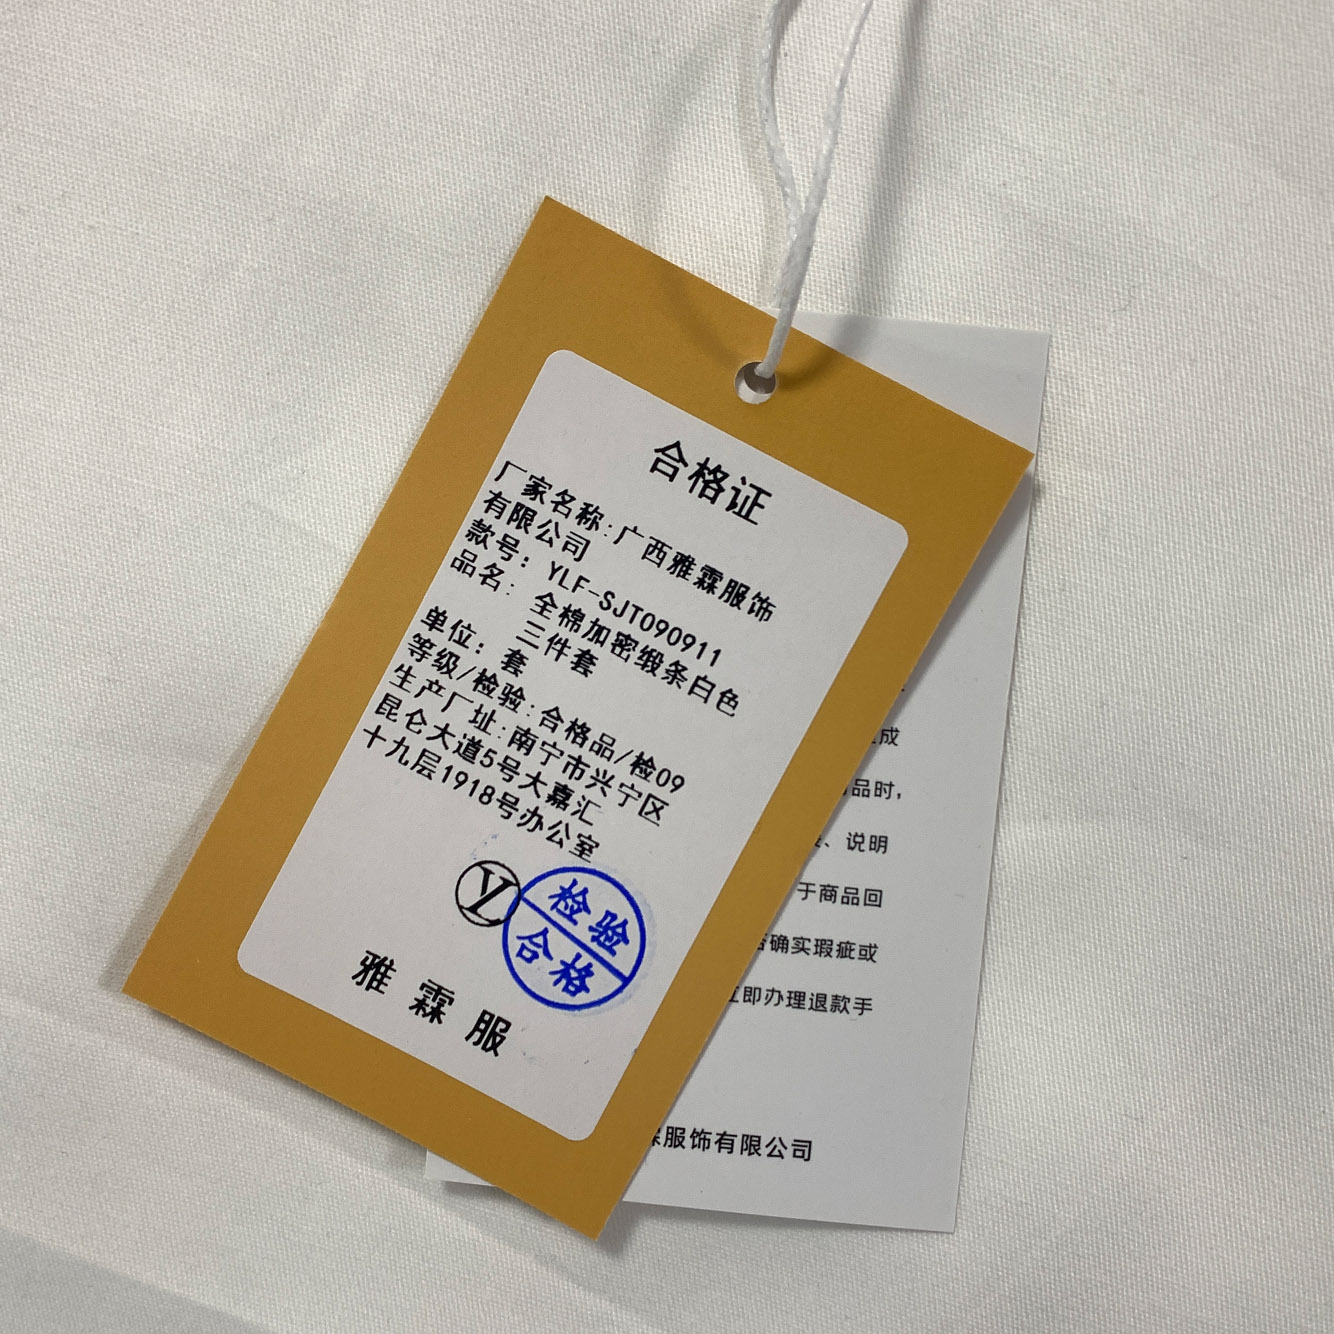 合格证
厂家名称:广西雅霖服饰
有限公司
款号: YLF-SJT090911
品名: 全棉加密缎条白色
三件套
单位: 套
等级/检验:合格品/检09
生产厂址:南宁市兴宁区
昆仑大道5号大嘉汇
十九层1918号办公室
Y
检验
合格
雅霖服
成
品时,
、说明
于商品回
确实瑕疵或
立即办理退款手
霖服饰有限公司